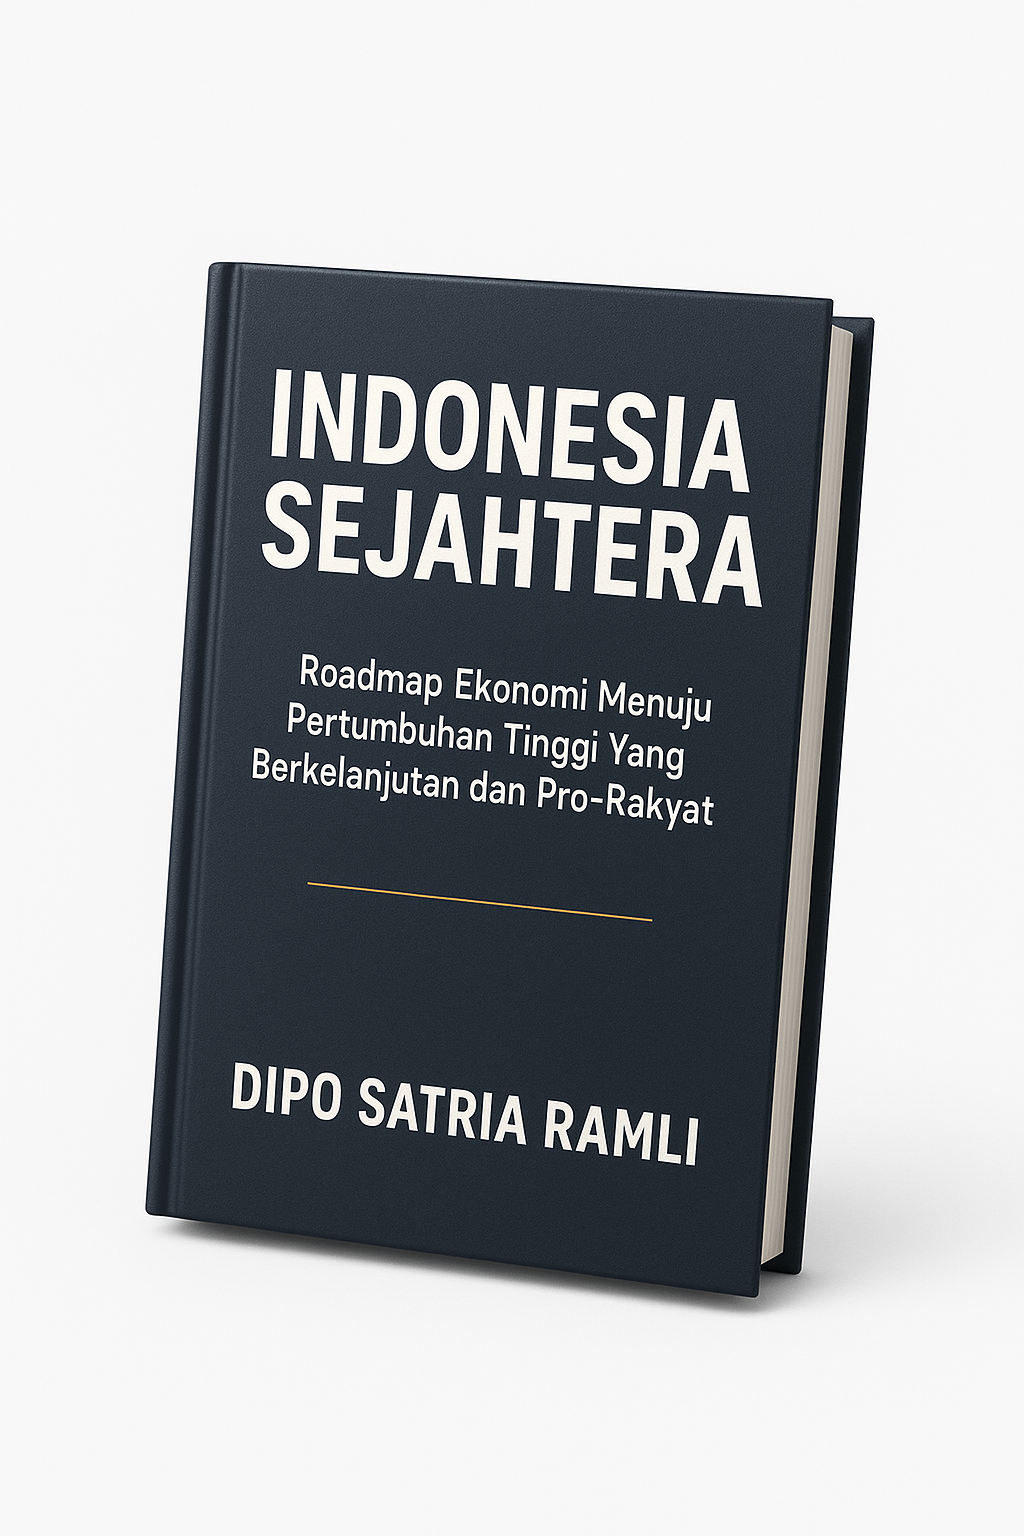 INDONESIA
SEJAHTERA
Roadmap Ekonomi Menuju
Pertumbuhan Tinggi Yang
Berkelanjutan dan Pro-Rakyat
DIPO SATRIA RAMLI